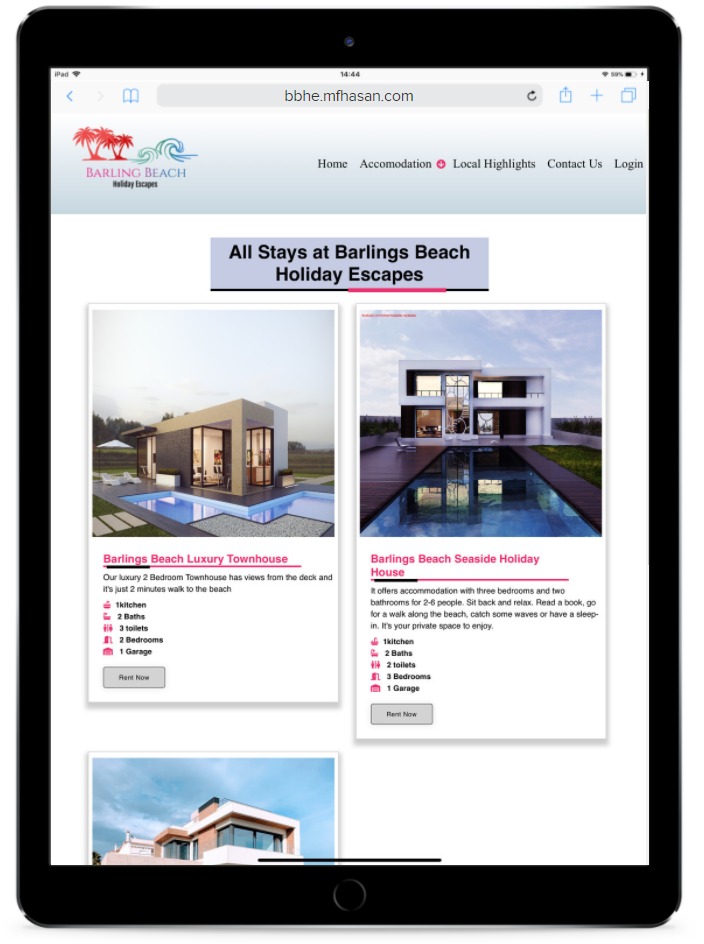 iPad
14:44
59%
bbhe.mfhasan.com
BARLING BEACH
Holiday Escapes
Home Accomodation Local Highlights Contact Us Login
All Stays at Barlings Beach
Holiday Escapes
Barlings Beach Luxury Townhouse
Our luxury 2 Bedroom Townhouse has views from the deck and
it's just 2 minutes walk to the beach
1kitchen
2 Baths
3 toilets
2 Bedrooms
1 Garage
Rent Now
Barlings Beach Seaside Holiday
House
It offers accommodation with three bedrooms and two
bathrooms for 2-6 people. Sit back and relax. Read a book, go
for a walk along the beach, catch some waves or have a sleep-
in. It's your private space to enjoy.
1kitchen
2 Baths
2 toilets
3 Bedrooms
1 Garage
Rent Now